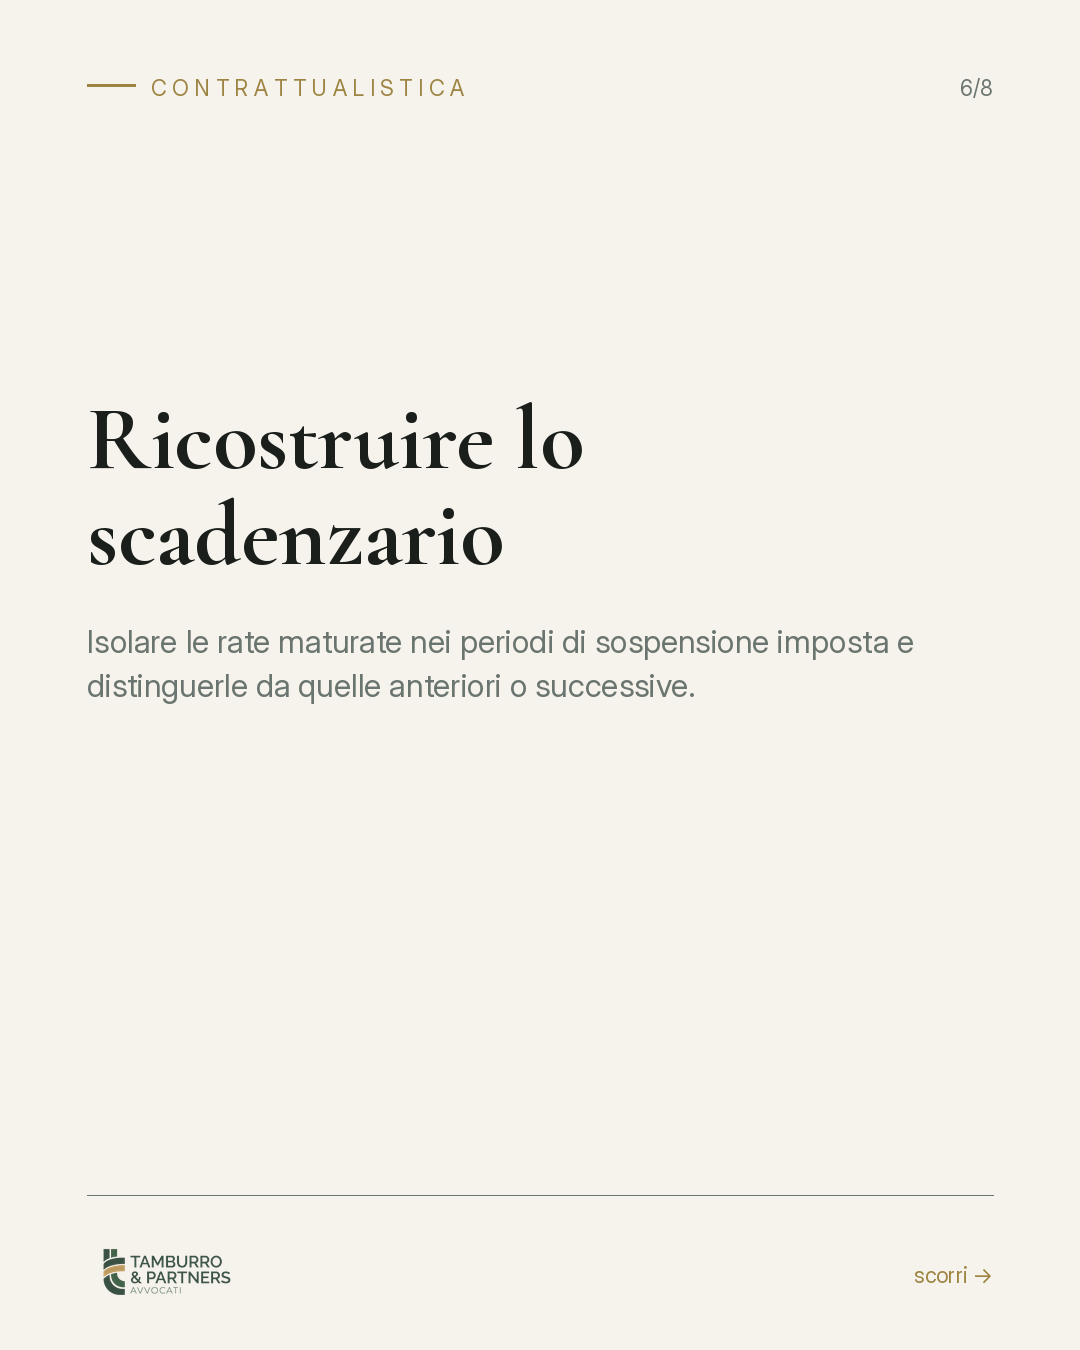 CONTRATTUALISTICA
6/8
Ricostruire lo
scadenzario
Isolare le rate maturate nei periodi di sospensione imposta e
distinguerle da quelle anteriori o successive.
TAMBURRO
& PARTNERS
AVVOCATI
scorri →